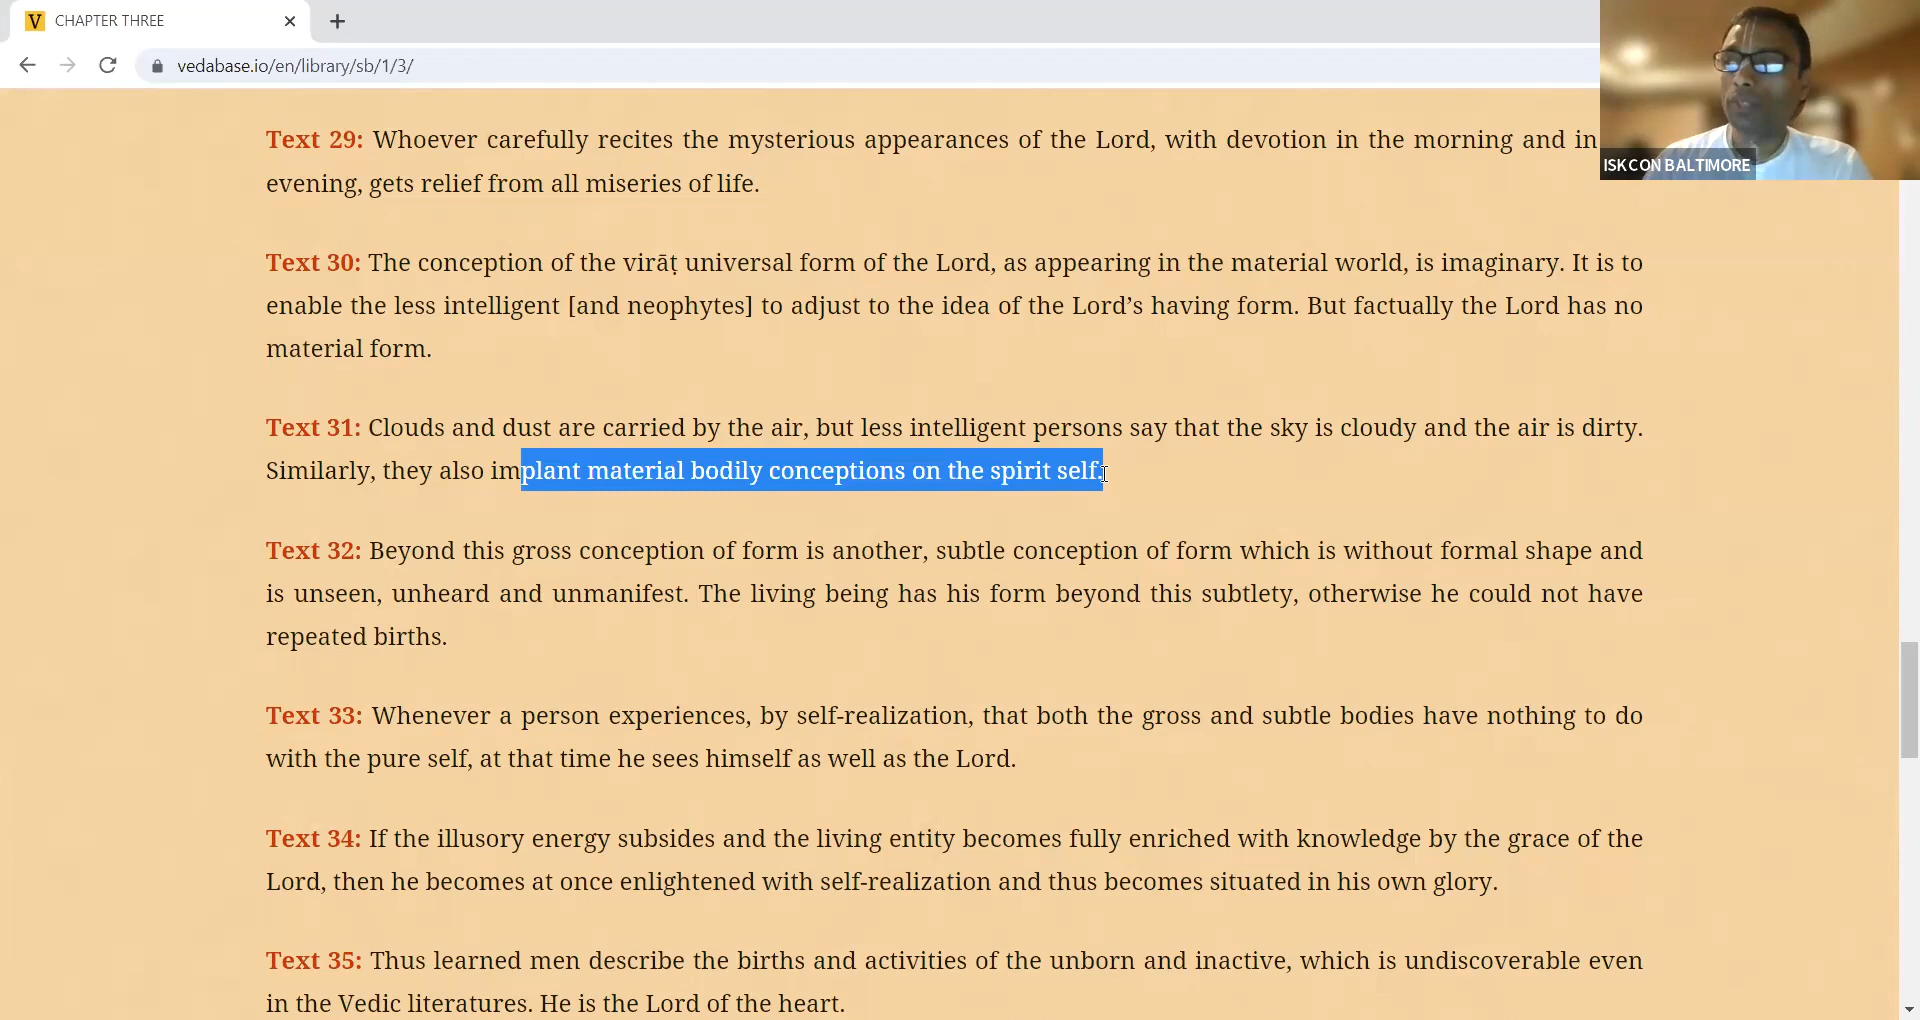 CHAPTER THREE
vedabase.io/en/library/sb/1/3/
ISKCON BALTIMORE
Text 29: Whoever carefully recites the mysterious appearances of the Lord, with devotion in the morning and in
evening, gets relief from all miseries of life.
Text 30: The conception of the virāṭ universal form of the Lord, as appearing in the material world, is imaginary. It is to
enable the less intelligent [and neophytes] to adjust to the idea of the Lord’s having form. But factually the Lord has no
material form.
Text 31: Clouds and dust are carried by the air, but less intelligent persons say that the sky is cloudy and the air is dirty.
Similarly, they also implant material bodily conceptions on the spirit self.
Text 32: Beyond this gross conception of form is another, subtle conception of form which is without formal shape and
is unseen, unheard and unmanifest. The living being has his form beyond this subtlety, otherwise he could not have
repeated births.
Text 33: Whenever a person experiences, by self-realization, that both the gross and subtle bodies have nothing to do
with the pure self, at that time he sees himself as well as the Lord.
Text 34: If the illusory energy subsides and the living entity becomes fully enriched with knowledge by the grace of the
Lord, then he becomes at once enlightened with self-realization and thus becomes situated in his own glory.
Text 35: Thus learned men describe the births and activities of the unborn and inactive, which is undiscoverable even
in the Vedic literatures. He is the Lord of the heart.